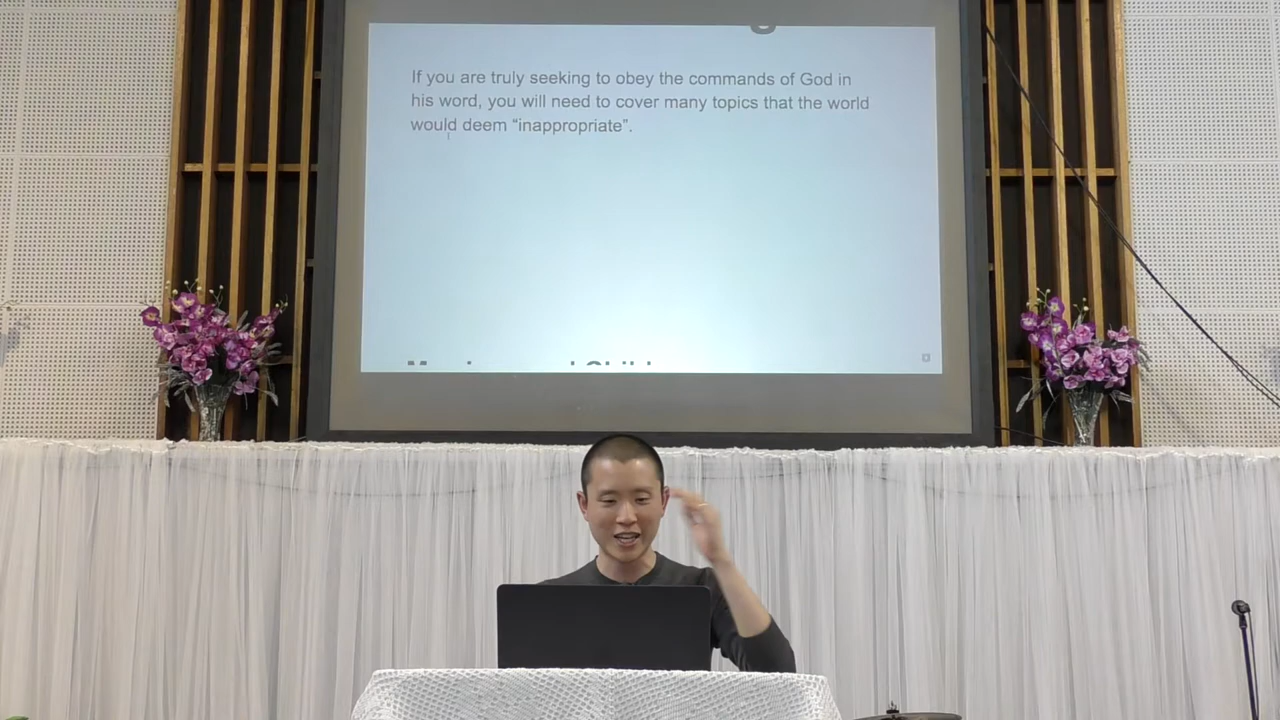 If you are truly seeking to obey the commands of God in
his word, you will need to cover many topics that the world
would deem “inappropriate”.